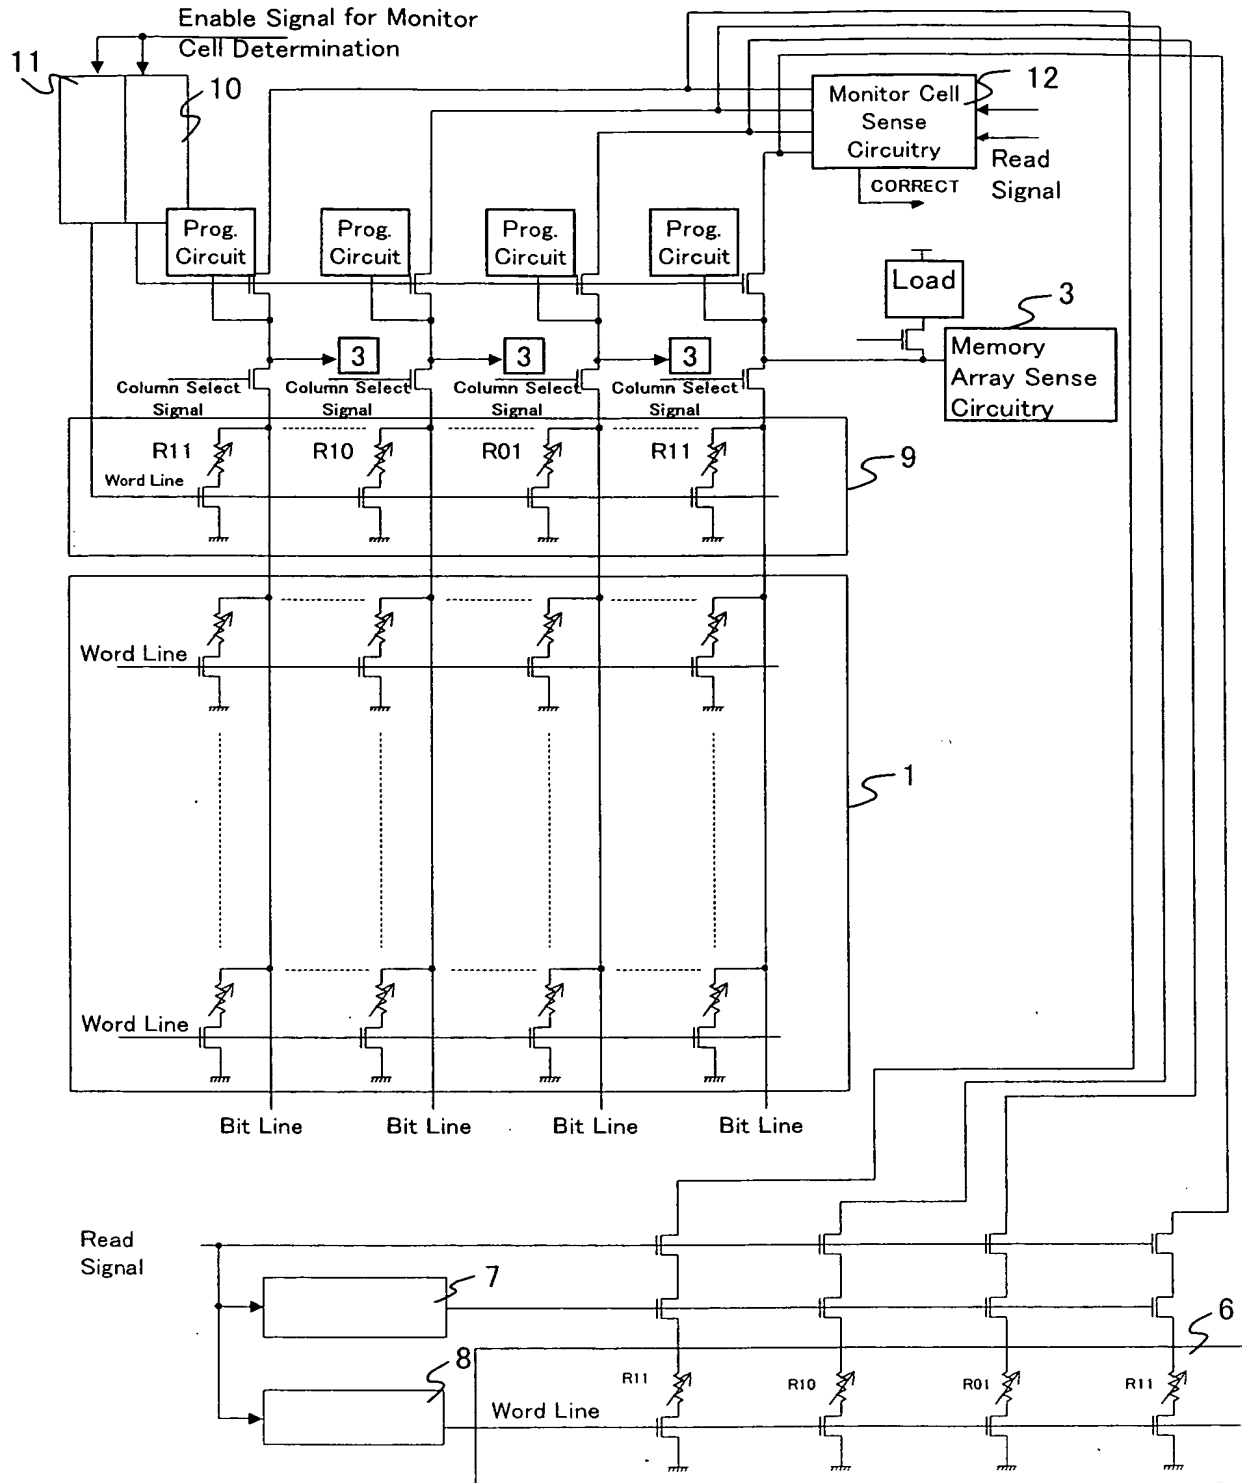 Enable Signal for Monitor
Cell Determination
11
10
12
Monitor Cell
Sense
Circuitry
Read
Signal
CORRECT
Prog.
Circuit
Prog.
Circuit
Prog.
Circuit
Prog.
Circuit
Load
3
3
3
3
Memory
Array Sense
Circuitry
Column Select
Signal
Column Select
Signal
Column Select
Signal
Column Select
Signal
R11
R10
R01
R11
9
Word Line
Word Line
1
Word Line
Bit Line
Bit Line
Bit Line
Bit Line
Read
Signal
7
6
8
R11
R10
R01
R11
Word Line